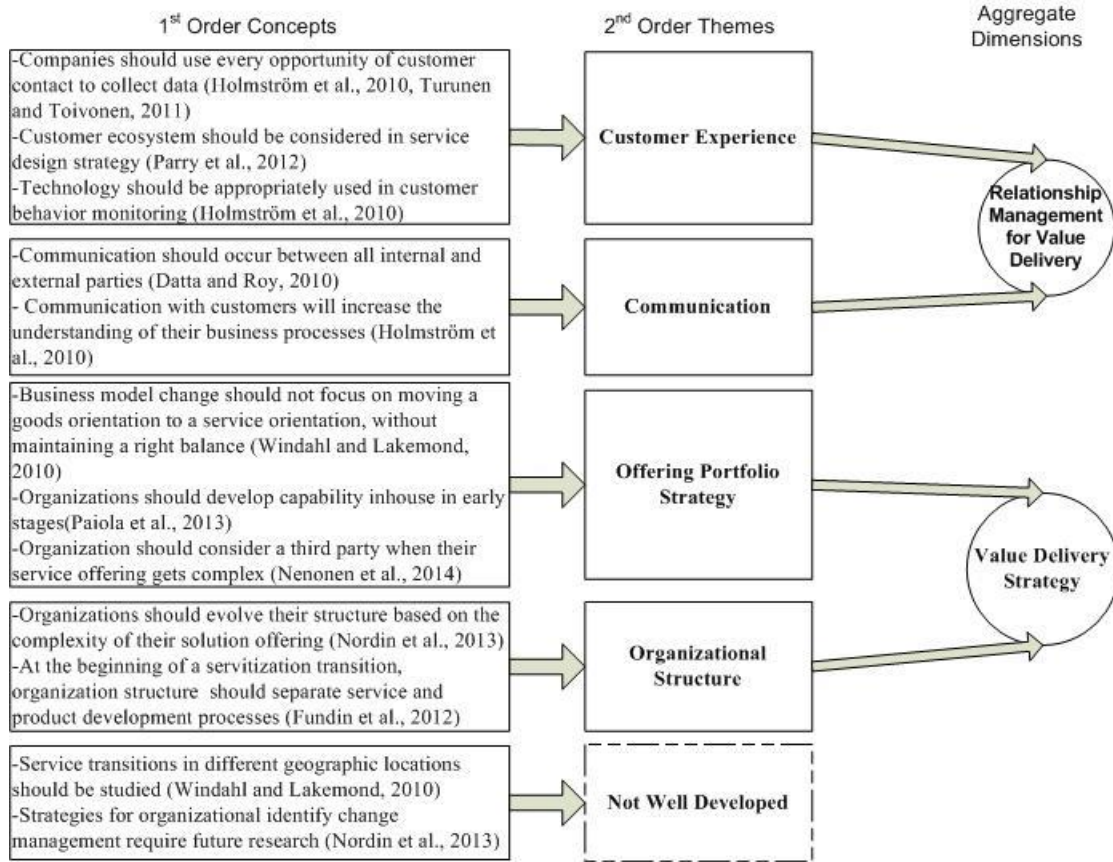 1st Order Concepts
2nd Order Themes
Aggregate
Dimensions
-Companies should use every opportunity of customer
contact to collect data (Holmström et al., 2010, Turunen
and Toivonen, 2011)
-Customer ecosystem should be considered in service
design strategy (Parry et al., 2012)
-Technology should be appropriately used in customer
behavior monitoring (Holmström et al., 2010)
Customer Experience
Relationship
Management
for Value
Delivery
-Communication should occur between all internal and
external parties (Datta and Roy, 2010)
- Communication with customers will increase the
understanding of their business processes (Holmström et
al., 2010)
Communication
-Business model change should not focus on moving a
goods orientation to a service orientation, without
maintaining a right balance (Windahl and Lakemond,
2010)
-Organizations should develop capability inhouse in early
stages(Paiola et al., 2013)
-Organization should consider a third party when their
service offering gets complex (Nenonen et al., 2014)
Offering Portfolio
Strategy
Value Delivery
Strategy
-Organizations should evolve their structure based on the
complexity of their solution offering (Nordin et al., 2013)
-At the beginning of a servitization transition,
organization structure should separate service and
product development processes (Fundin et al., 2012)
Organizational
Structure
-Service transitions in different geographic locations
should be studied (Windahl and Lakemond, 2010)
-Strategies for organizational identify change
management require future research (Nordin et al., 2013)
Not Well Developed